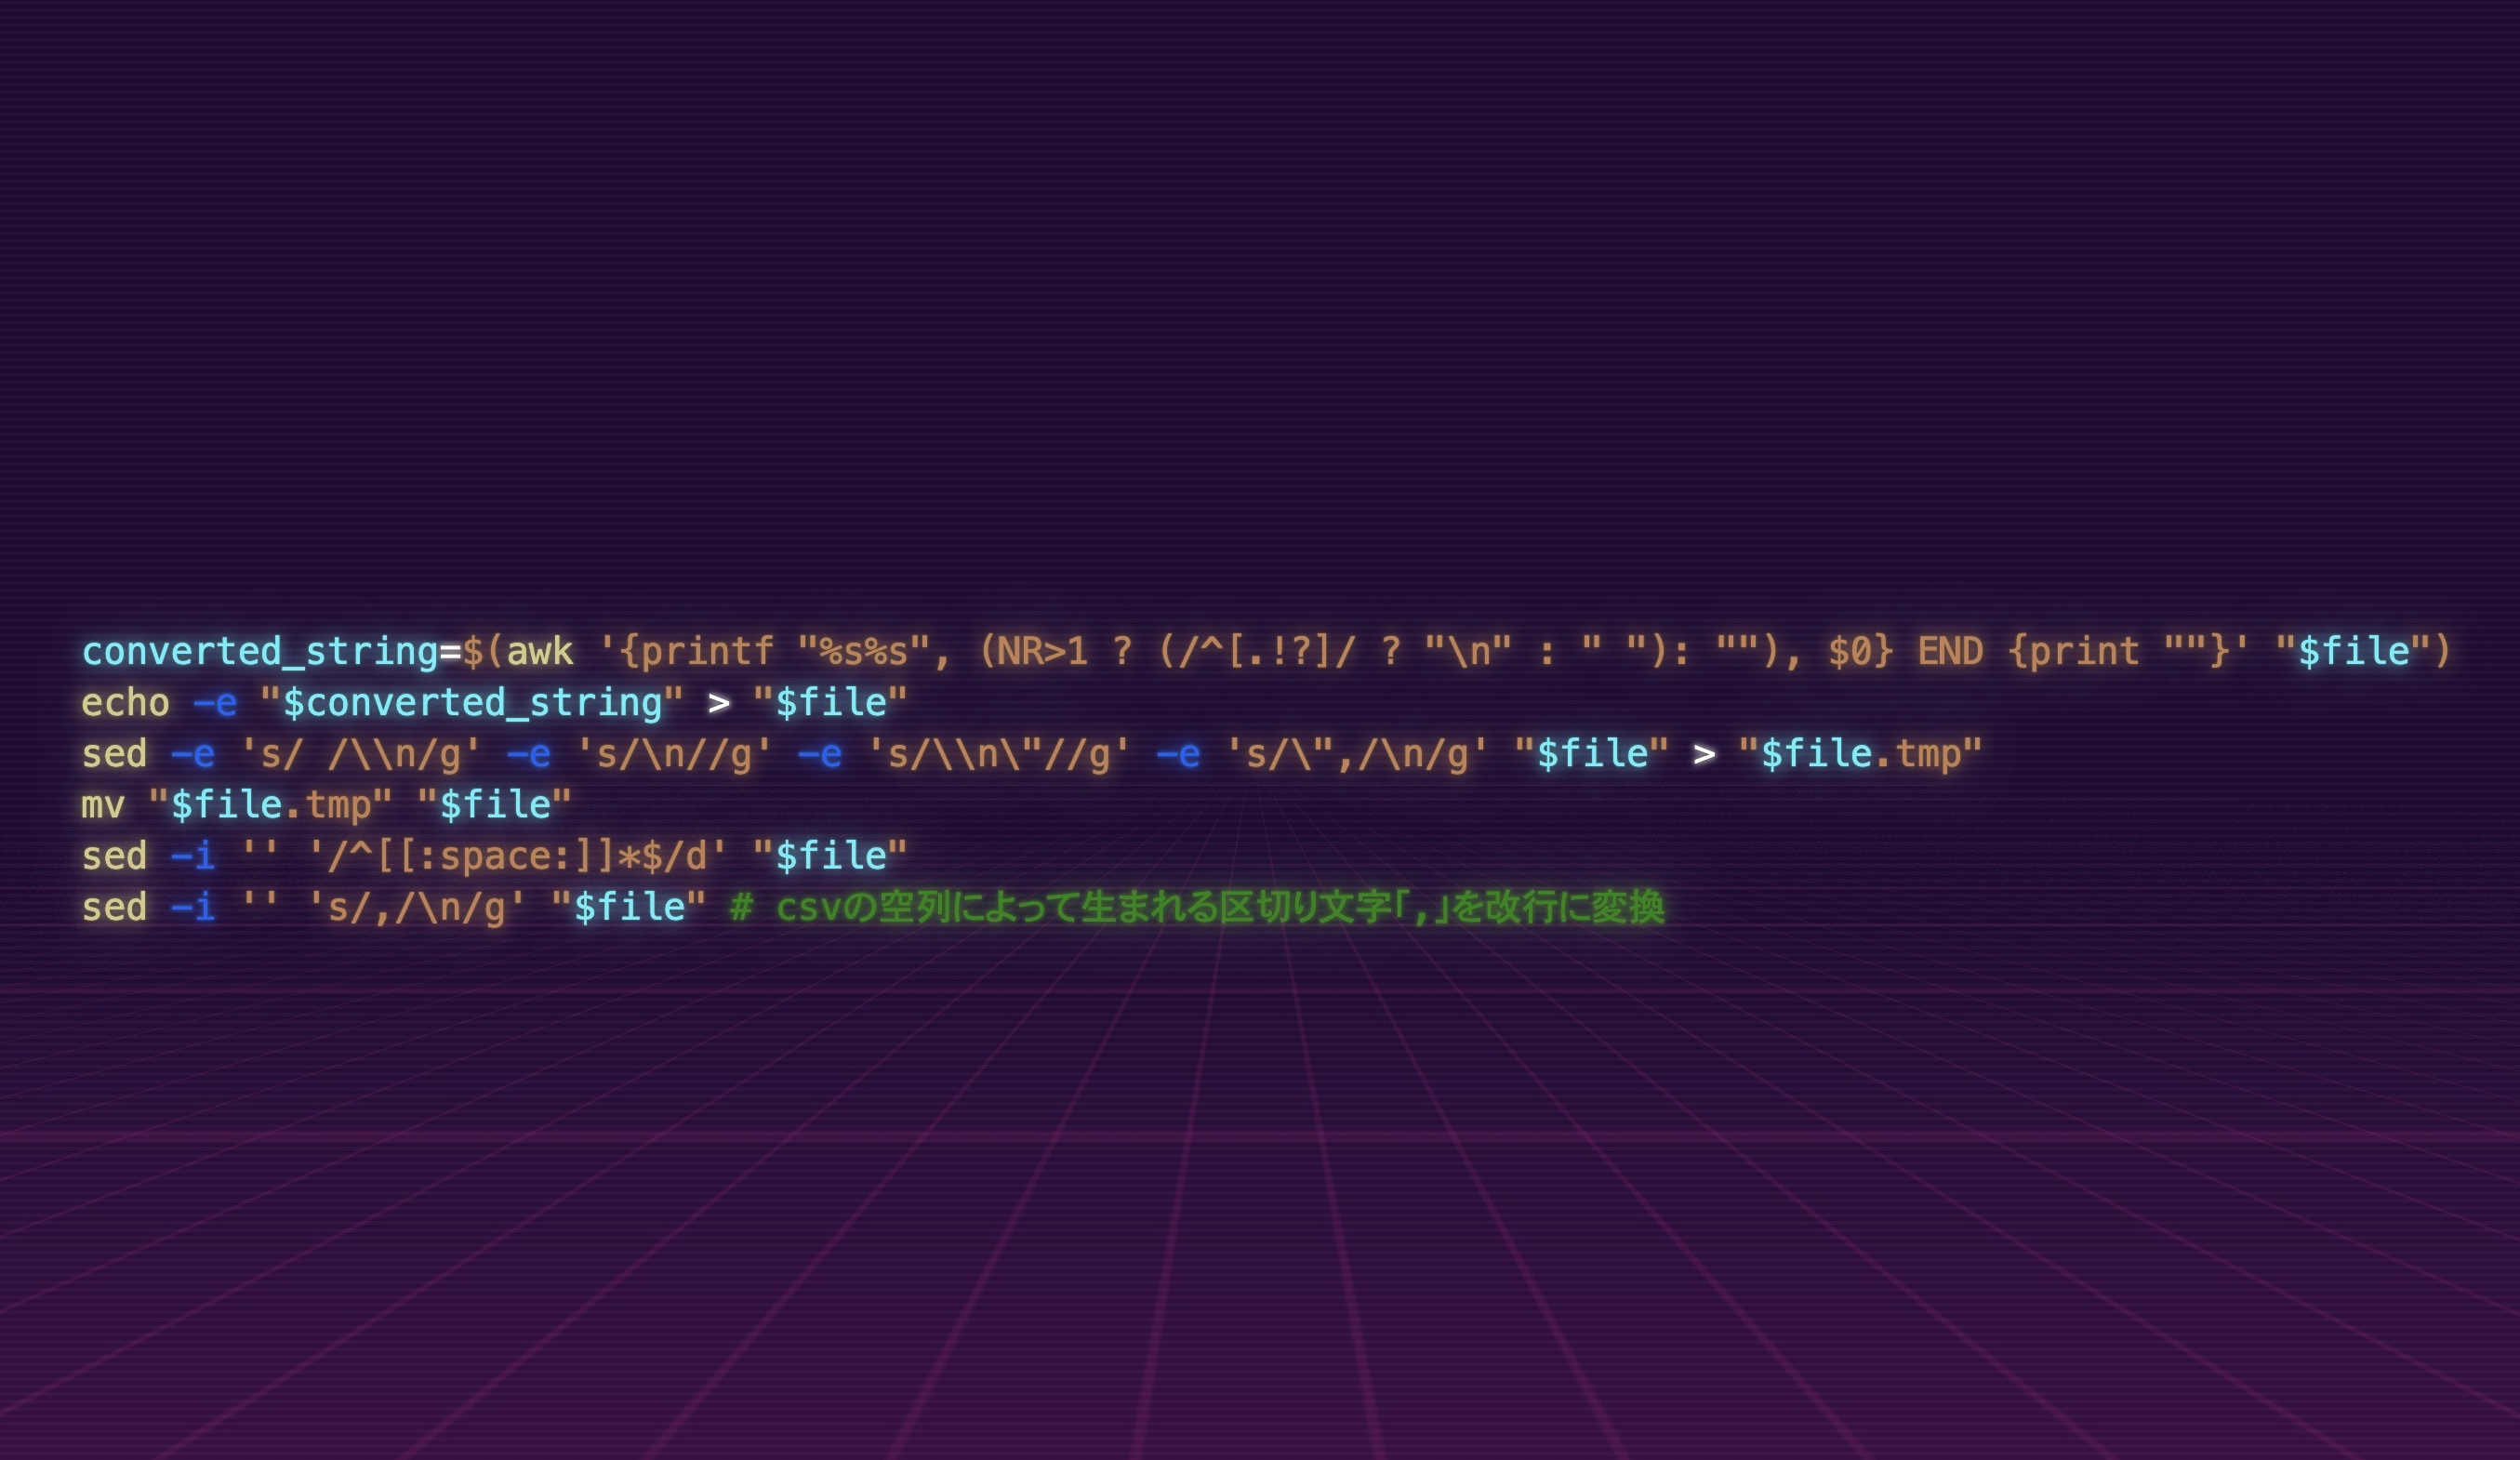 converted_string=$(awk '{printf "%s%s", (NR>1 ? (/^[.!?]/ ? "\n" : " "): ""), $0} END {print ""}' "$file")
echo -e "$converted_string" > "$file"
sed -e 's/ /\\n/g' -e 's/\n//g' -e 's/\\n\"//g' -e 's/\",/\n/g' "$file" > "$file.tmp"
mv "$file.tmp" "$file"
sed -i '' '/^[[:space:]]*$/d' "$file"
sed -i '' 's/,/\n/g' "$file" # csvの空列によって生まれる区切り文字「,」を改行に変換